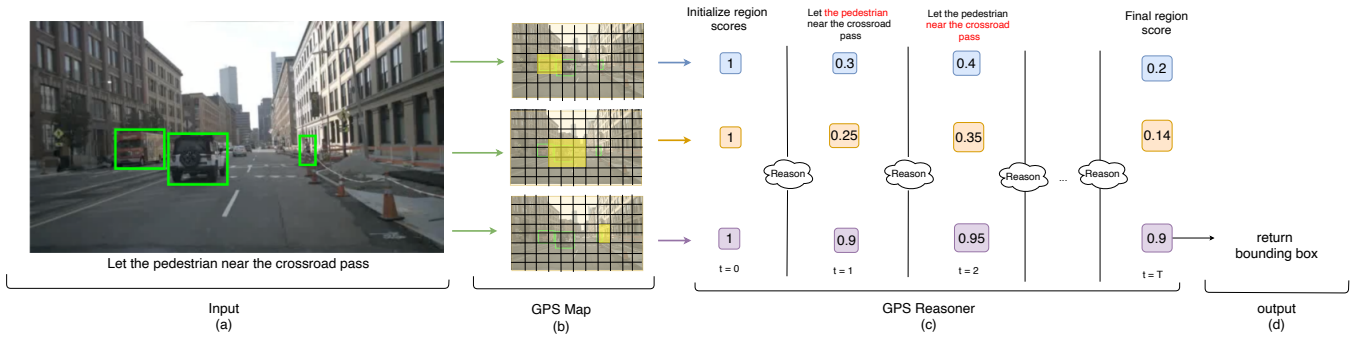 Let the pedestrian near the crossroad pass
Input
(a)
GPS Map
(b)
Initialize region
scores
Let the pedestrian
near the crossroad
pass
Let the pedestrian
near the crossroad
pass
Final region
score
1
0.3
0.4
0.2
1
0.25
0.35
0.14
Reason
Reason
Reason
...
Reason
1
0.9
0.95
0.9
t = 0
t = 1
t = 2
t = T
GPS Reasoner
(c)
return
bounding box
output
(d)